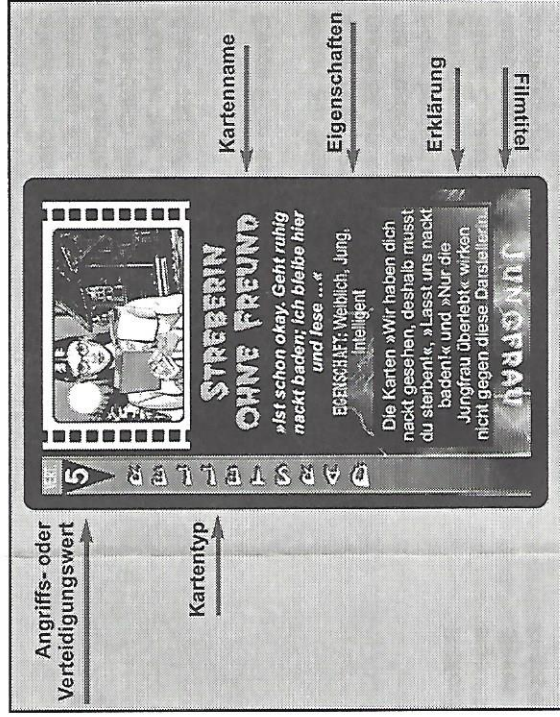 Angriffs- oder
Verteidigungswert
Kartentyp
WERT
5
DARSTELLER
STREBERIN
OHNE FREUND
»Ist schon okay. Geht ruhig
nackt baden; ich bleibe hier
und lese ...«
EIGENSCHAFT: Weiblich, Jung,
Intelligent
Die Karten »Wir haben dich
nackt gesehen, deshalb musst
du sterben!«, »Lasst uns nackt
baden!« und »Nur die
Jungfrau überlebt« wirken
nicht gegen diese Darstellerin.
JUNGFRAU
Kartenname
Eigenschaften
Erklärung
Filmtitel